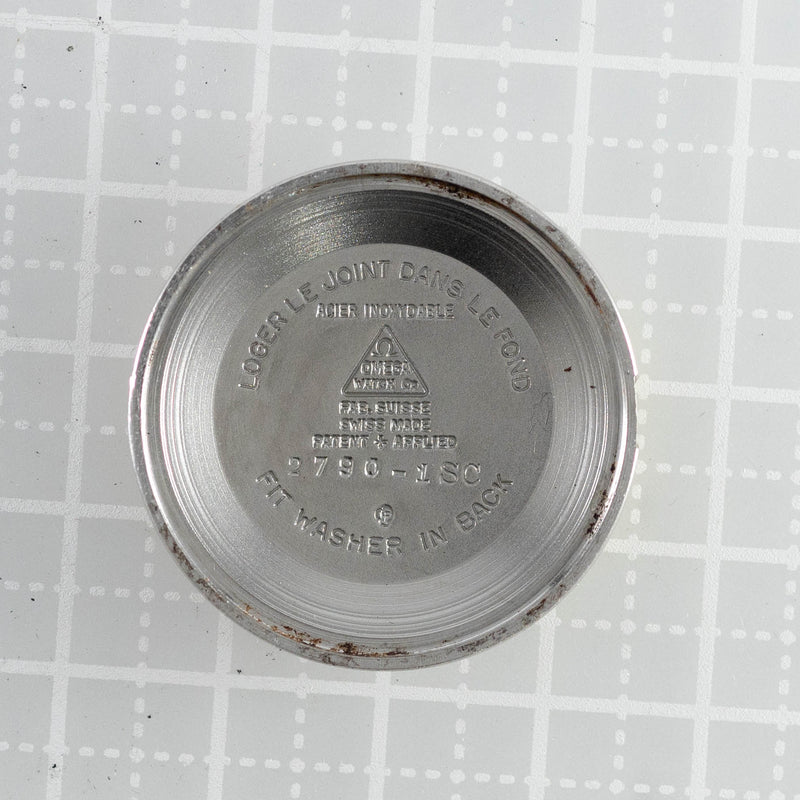 LOGER LE JOINT DANS LE FOND
ACIER INOXYDABLE
Ω
OMEGA
WATCH Co
FAB. SUISSE
SWISS MADE
PATENT + APPLIED
2790-1SC
FIT WASHER IN BACK